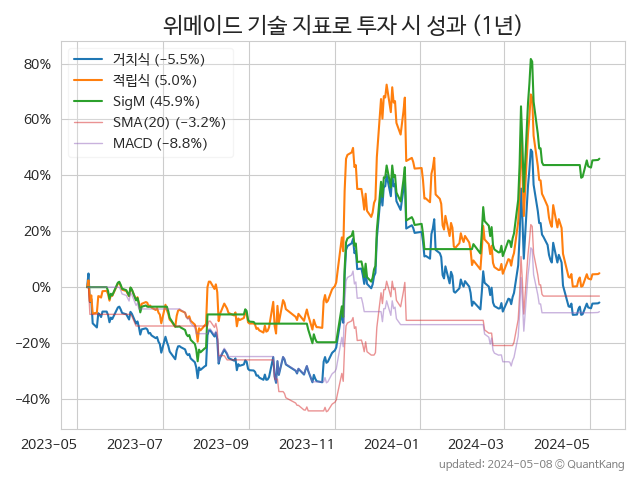 위메이드 기술 지표로 투자 시 성과 (1년)
거치식 (−5.5%)
적립식 (5.0%)
SigM (45.9%)
SMA(20) (−3.2%)
MACD (−8.8%)
80%
60%
40%
20%
0%
−20%
−40%
2023-05 2023-07 2023-09 2023-11 2024-01 2024-03 2024-05
updated: 2024-05-08 © QuantKang